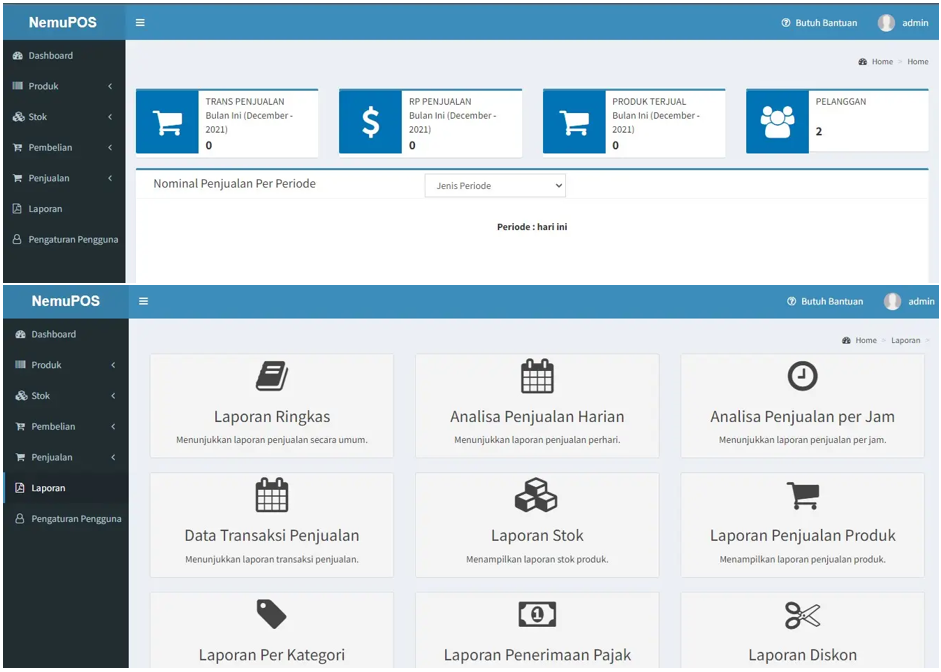 NemuPOS
Butuh Bantuan
admin
Dashboard
Produk
Stok
Pembelian
Penjualan
Laporan
Pengaturan Pengguna
Home > Home
TRANS PENJUALAN
Bulan Ini (December -
2021)
0
RP PENJUALAN
Bulan Ini (December -
2021)
0
PRODUK TERJUAL
Bulan Ini (December -
2021)
0
PELANGGAN
2
Nominal Penjualan Per Periode
Jenis Periode
Periode : hari ini
NemuPOS
Butuh Bantuan
admin
Dashboard
Produk
Stok
Pembelian
Penjualan
Laporan
Pengaturan Pengguna
Home > Laporan >
Laporan Ringkas
Menunjukkan laporan penjualan secara umum.
Analisa Penjualan Harian
Menunjukkan laporan penjualan perhari.
Analisa Penjualan per Jam
Menunjukkan laporan penjualan per jam.
Data Transaksi Penjualan
Menunjukkan laporan transaksi penjualan.
Laporan Stok
Menampilkan laporan stok produk.
Laporan Penjualan Produk
Menampilkan laporan penjualan produk.
Laporan Per Kategori
1
Laporan Penerimaan Pajak
Laporan Diskon